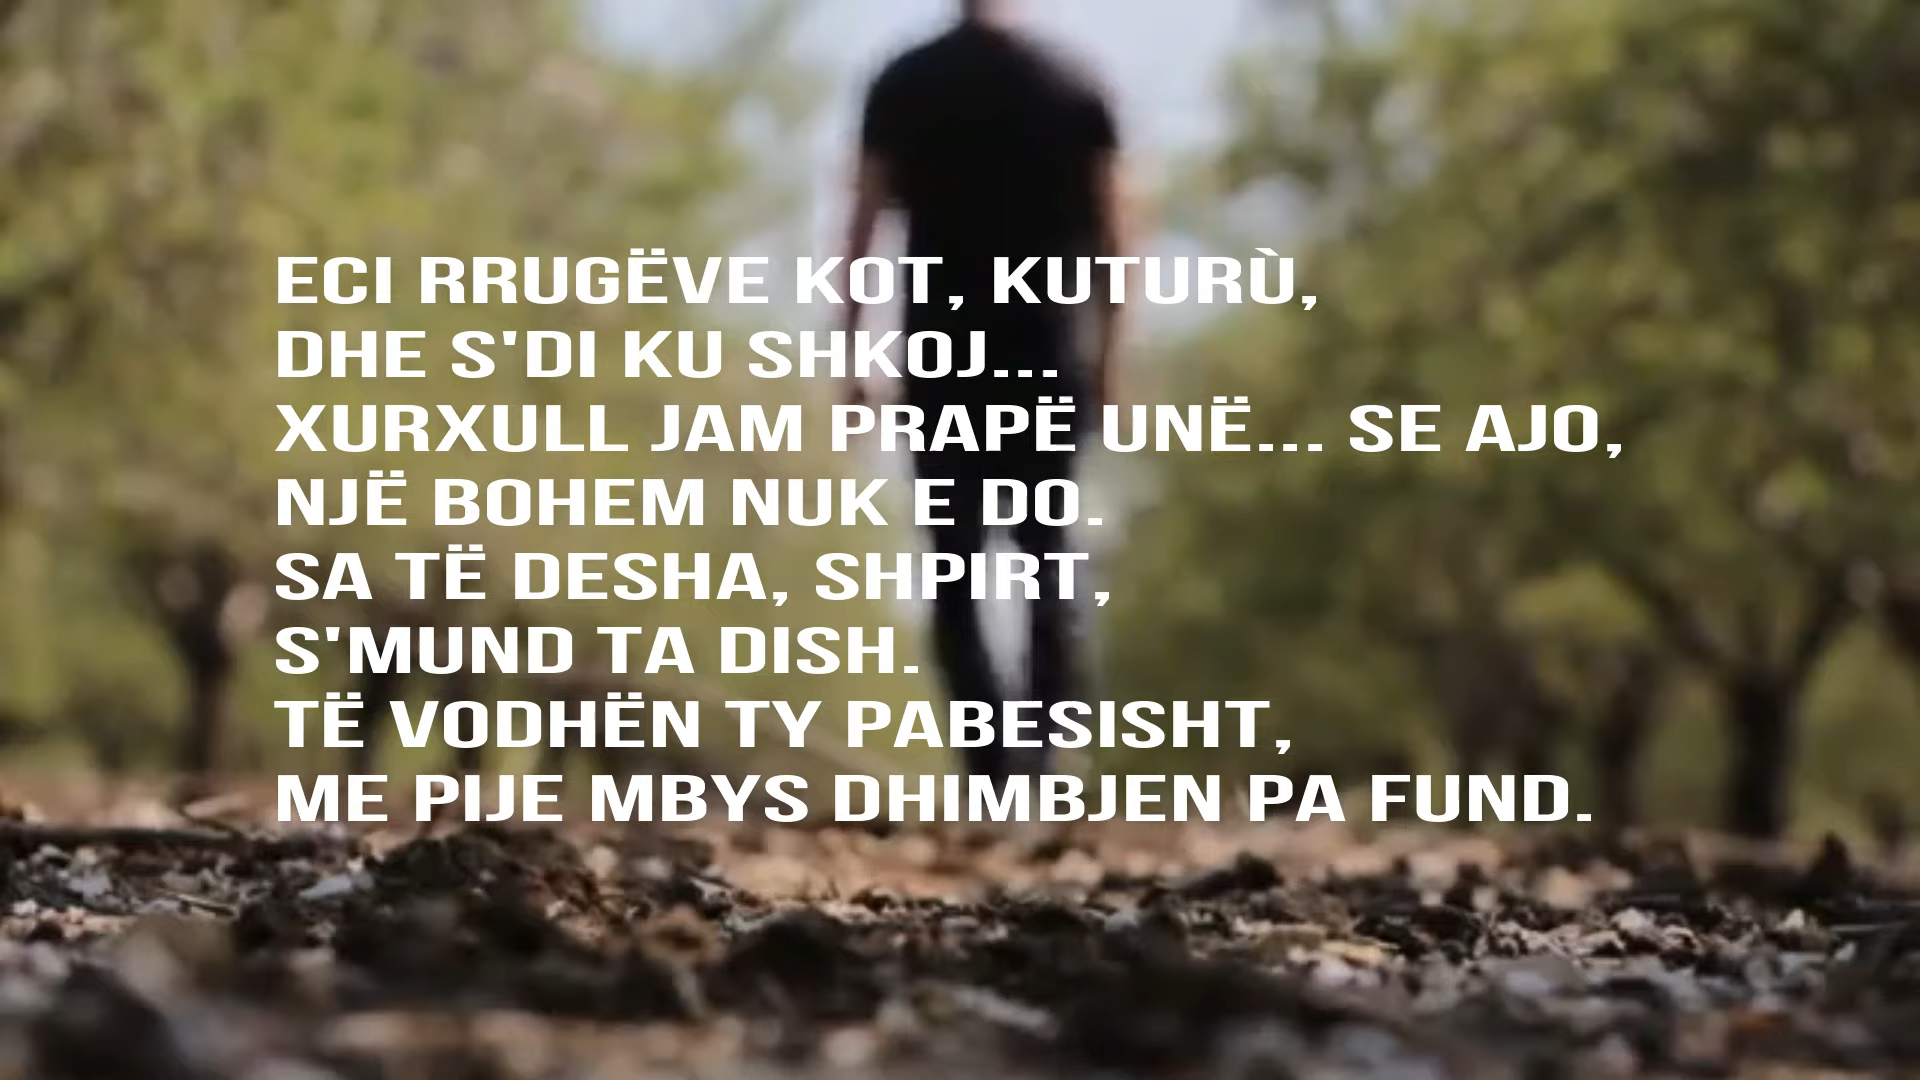 ECI RRUGËVE KOT, KUTURÙ,
DHE S'DI KU SHKOJ...
XURXULL JAM PRAPË UNË... SE AJO,
NJË BOHEM NUK E DO.
SA TË DESHA, SHPIRT,
S'MUND TA DISH.
TË VODHËN TY PABESISHT,
ME PIJE MBYS DHIMBJEN PA FUND.